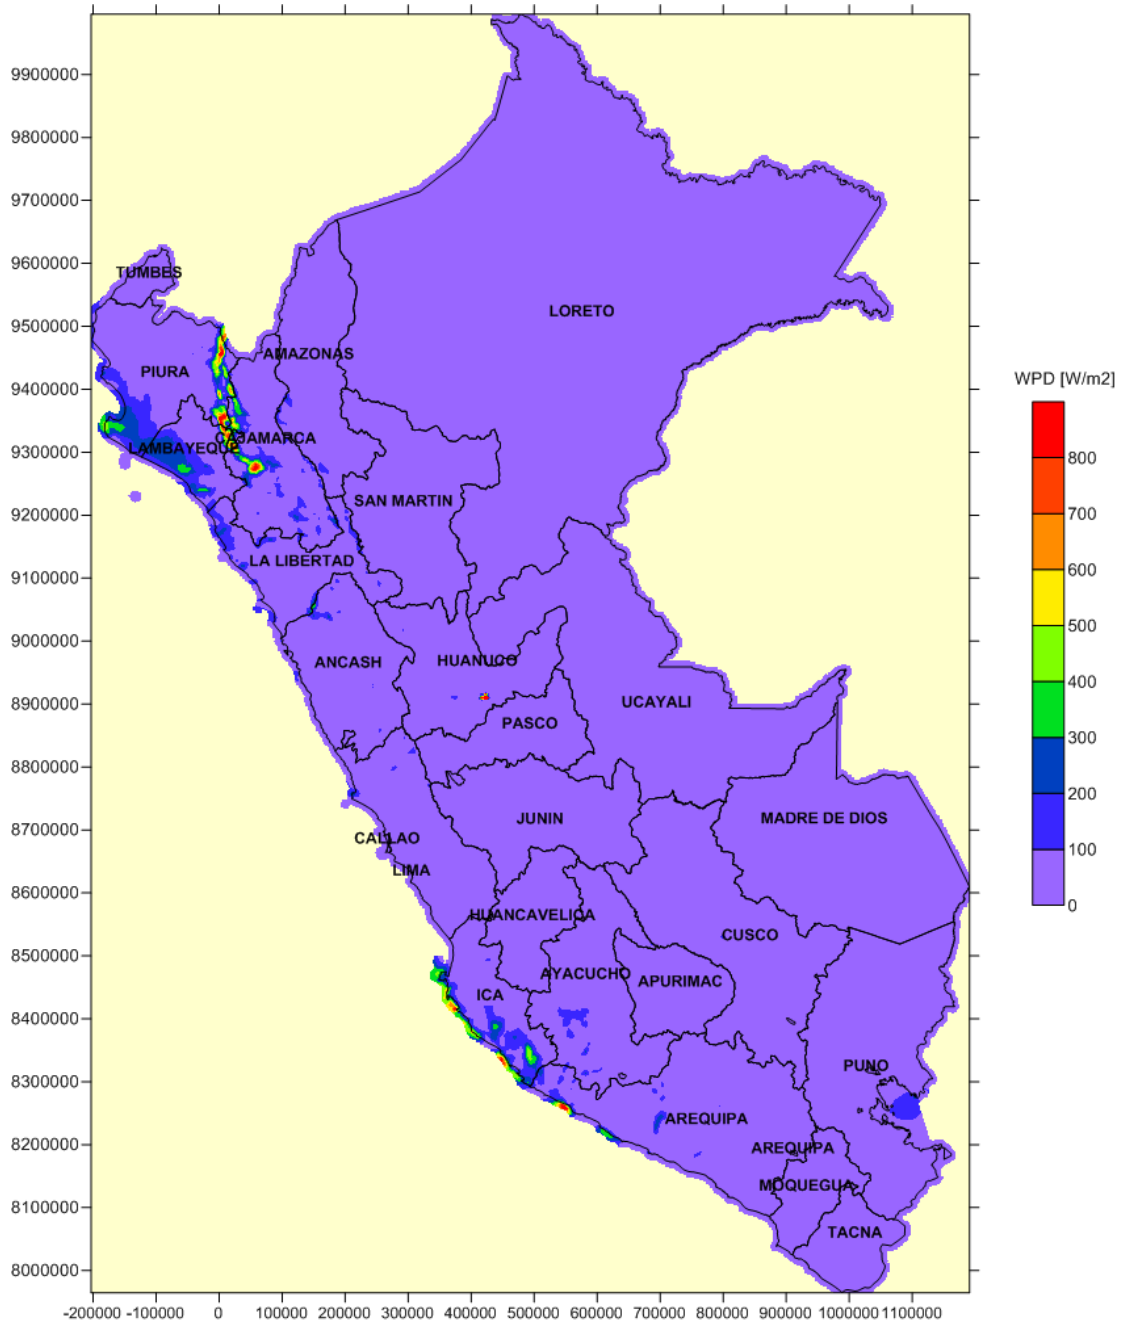 9900000
9800000
9700000
9600000
9500000
9400000
9300000
9200000
9100000
9000000
8900000
8800000
8700000
8600000
8500000
8400000
8300000
8200000
8100000
8000000
-200000 -100000 0 100000 200000 300000 400000 500000 600000 700000 800000 900000 1000000 1100000
TUMBES
LORETO
AMAZONAS
PIURA
CAJAMARCA
LAMBAYEQUE
SAN MARTIN
LA LIBERTAD
ANCASH
HUANUCO
UCAYALI
PASCO
JUNIN
MADRE DE DIOS
CALLAO
LIMA
HUANCAVELICA
CUSCO
AYACUCHO
APURIMAC
ICA
PUNO
AREQUIPA
AREQUIPA
MOQUEGUA
TACNA
WPD [W/m2]
800
700
600
500
400
300
200
100
0